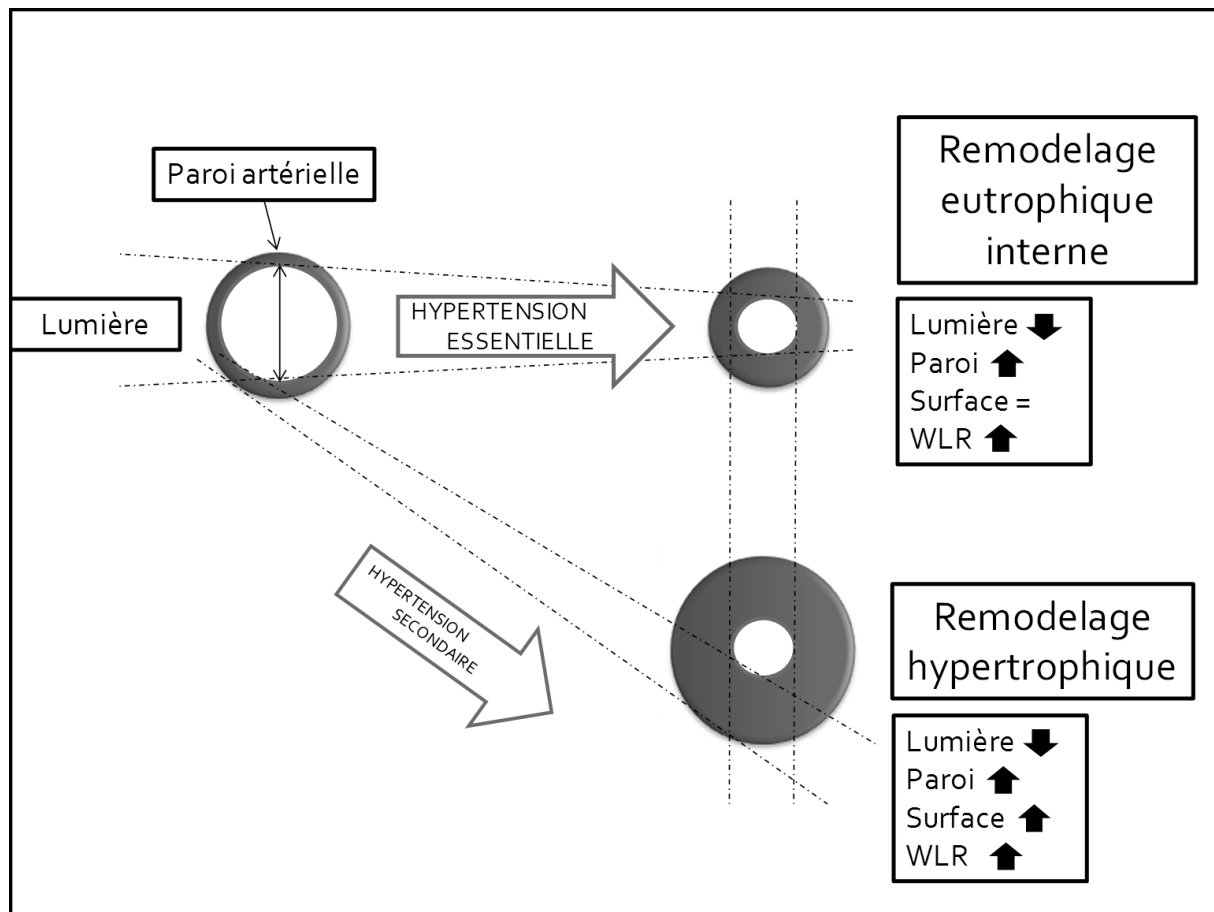 Paroi artérielle
Lumière
HYPERTENSION
ESSENTIELLE
Remodelage
eutrophique
interne
Lumière ⬇
Paroi ⬆
Surface =
WLR ⬆
HYPERTENSION
SECONDAIRE
Remodelage
hypertrophique
Lumière ⬇
Paroi ⬆
Surface ⬆
WLR ⬆